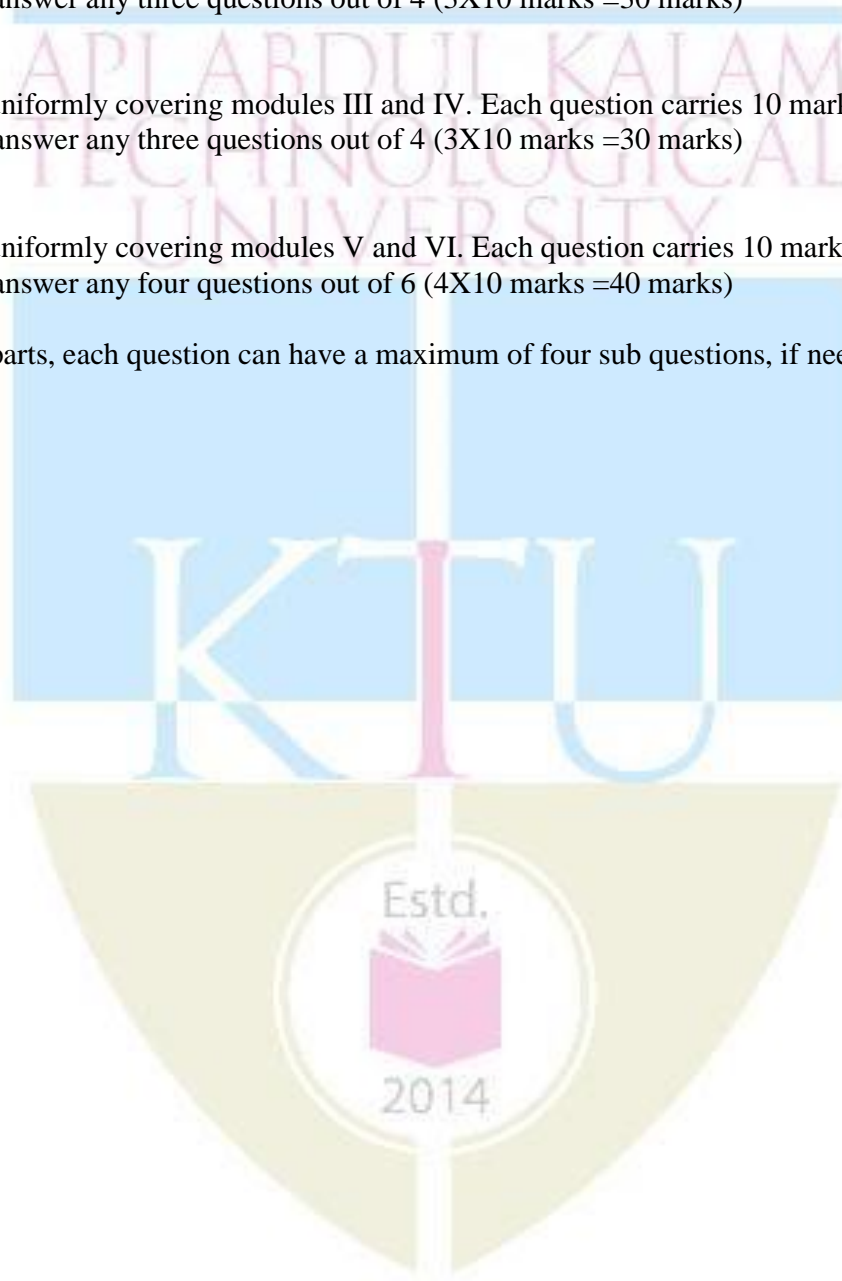 answer any three questions out of 4 (3X10 marks =30 marks)
API ABDUL KALAM
uniformly covering modules III and IV. Each question carries 10 mark
answer any three questions out of 4 (3X10 marks =30 marks)
TECHNOLOGICAL
UNIVERSITY
uniformly covering modules V and VI. Each question carries 10 mark
answer any four questions out of 6 (4X10 marks =40 marks)
parts, each question can have a maximum of four sub questions, if nee
KTU
Estd.
2014